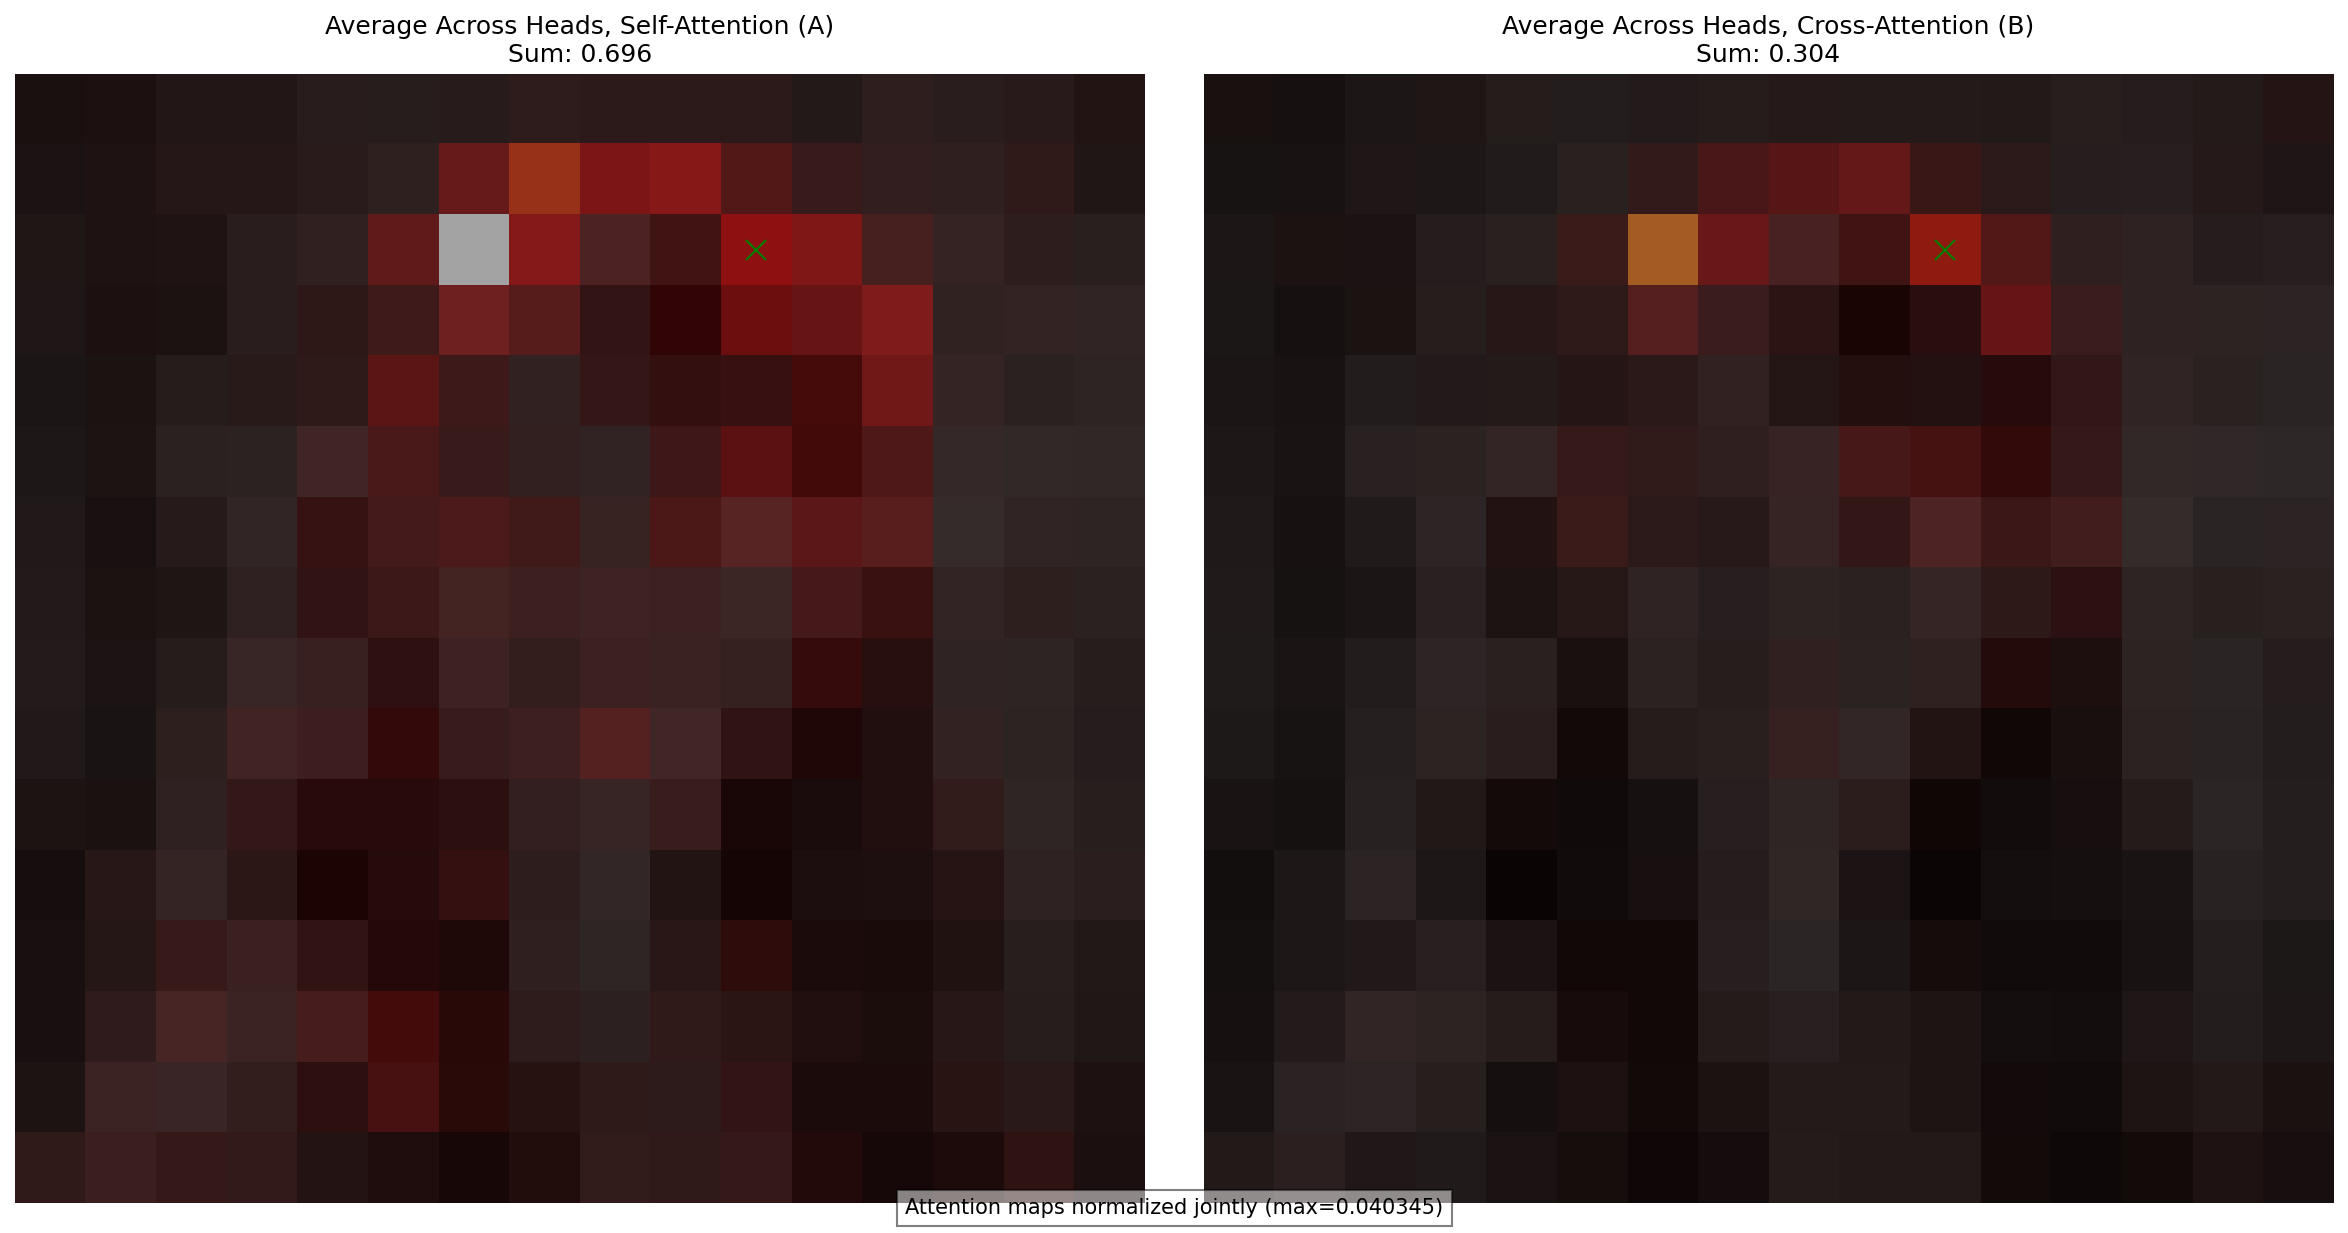 Average Across Heads, Self-Attention (A)
Sum: 0.696
Average Across Heads, Cross-Attention (B)
Sum: 0.304
Attention maps normalized jointly (max=0.040345)